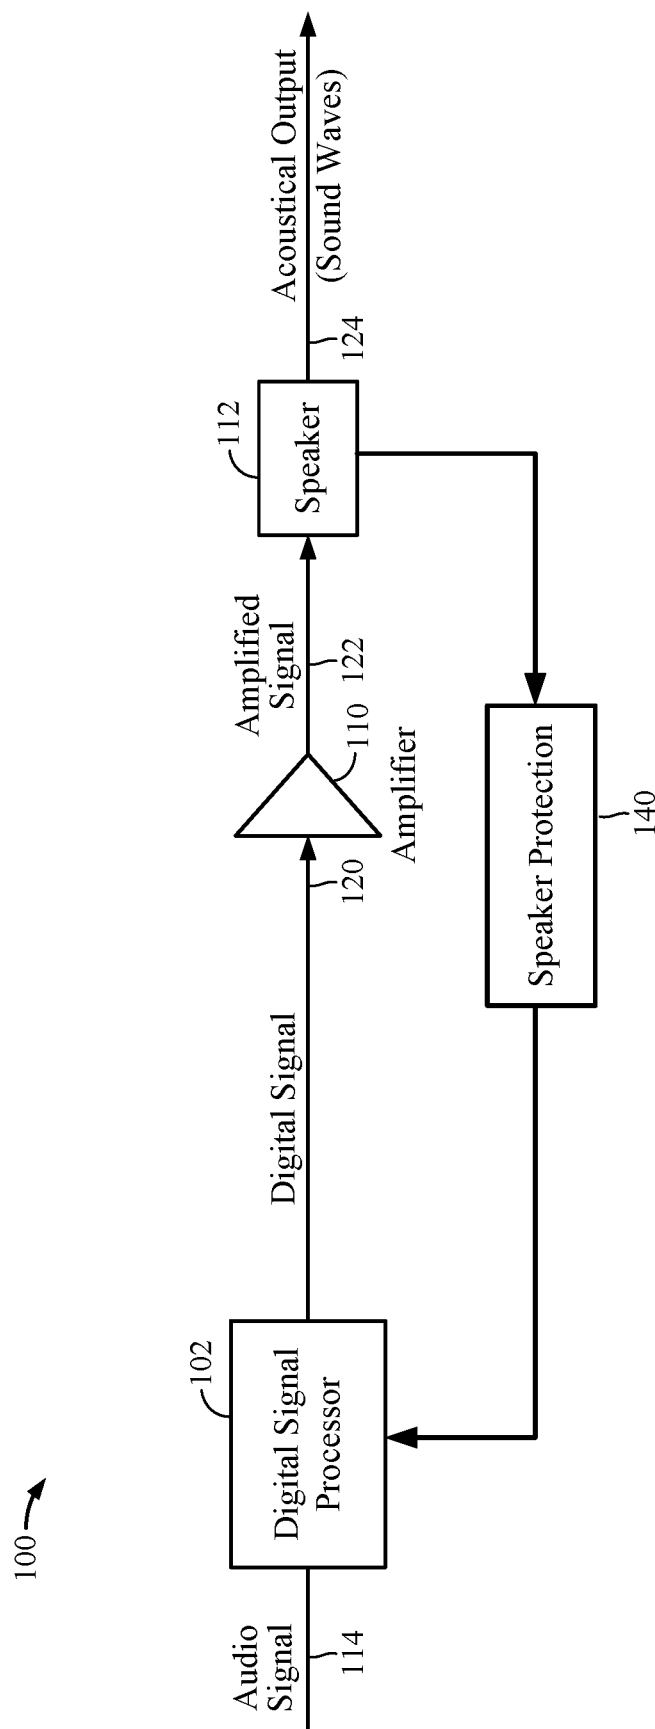 100
Audio
Signal
114
102
Digital Signal
Processor
Digital Signal
120
110
Amplifier
Amplified
Signal
122
112
Speaker
124
Acoustical Output
(Sound Waves)
Speaker Protection
140